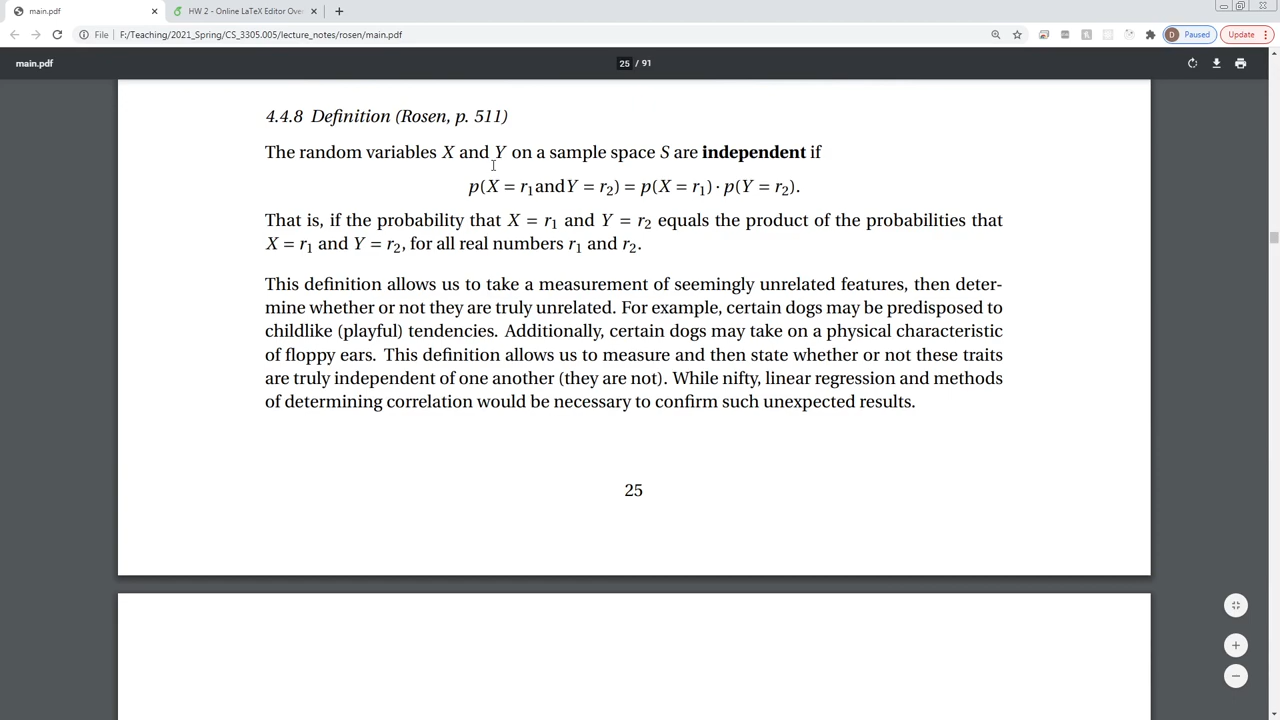 main.pdf
HW 2 - Online LaTeX Editor Over
File
F:/Teaching/2021_Spring/CS_3305.005/lecture_notes/rosen/main.pdf
D Paused
Update
main.pdf
25 / 91
4.4.8 Definition (Rosen, p. 511)
The random variables X and Y on a sample space S are independent if
p(X = r₁andY = r₂) = p(X = r₁) · p(Y = r₂).
That is, if the probability that X = r₁ and Y = r₂ equals the product of the probabilities that
X = r₁ and Y = r₂, for all real numbers r₁ and r₂.
This definition allows us to take a measurement of seemingly unrelated features, then deter-
mine whether or not they are truly unrelated. For example, certain dogs may be predisposed to
childlike (playful) tendencies. Additionally, certain dogs may take on a physical characteristic
of floppy ears. This definition allows us to measure and then state whether or not these traits
are truly independent of one another (they are not). While nifty, linear regression and methods
of determining correlation would be necessary to confirm such unexpected results.
25